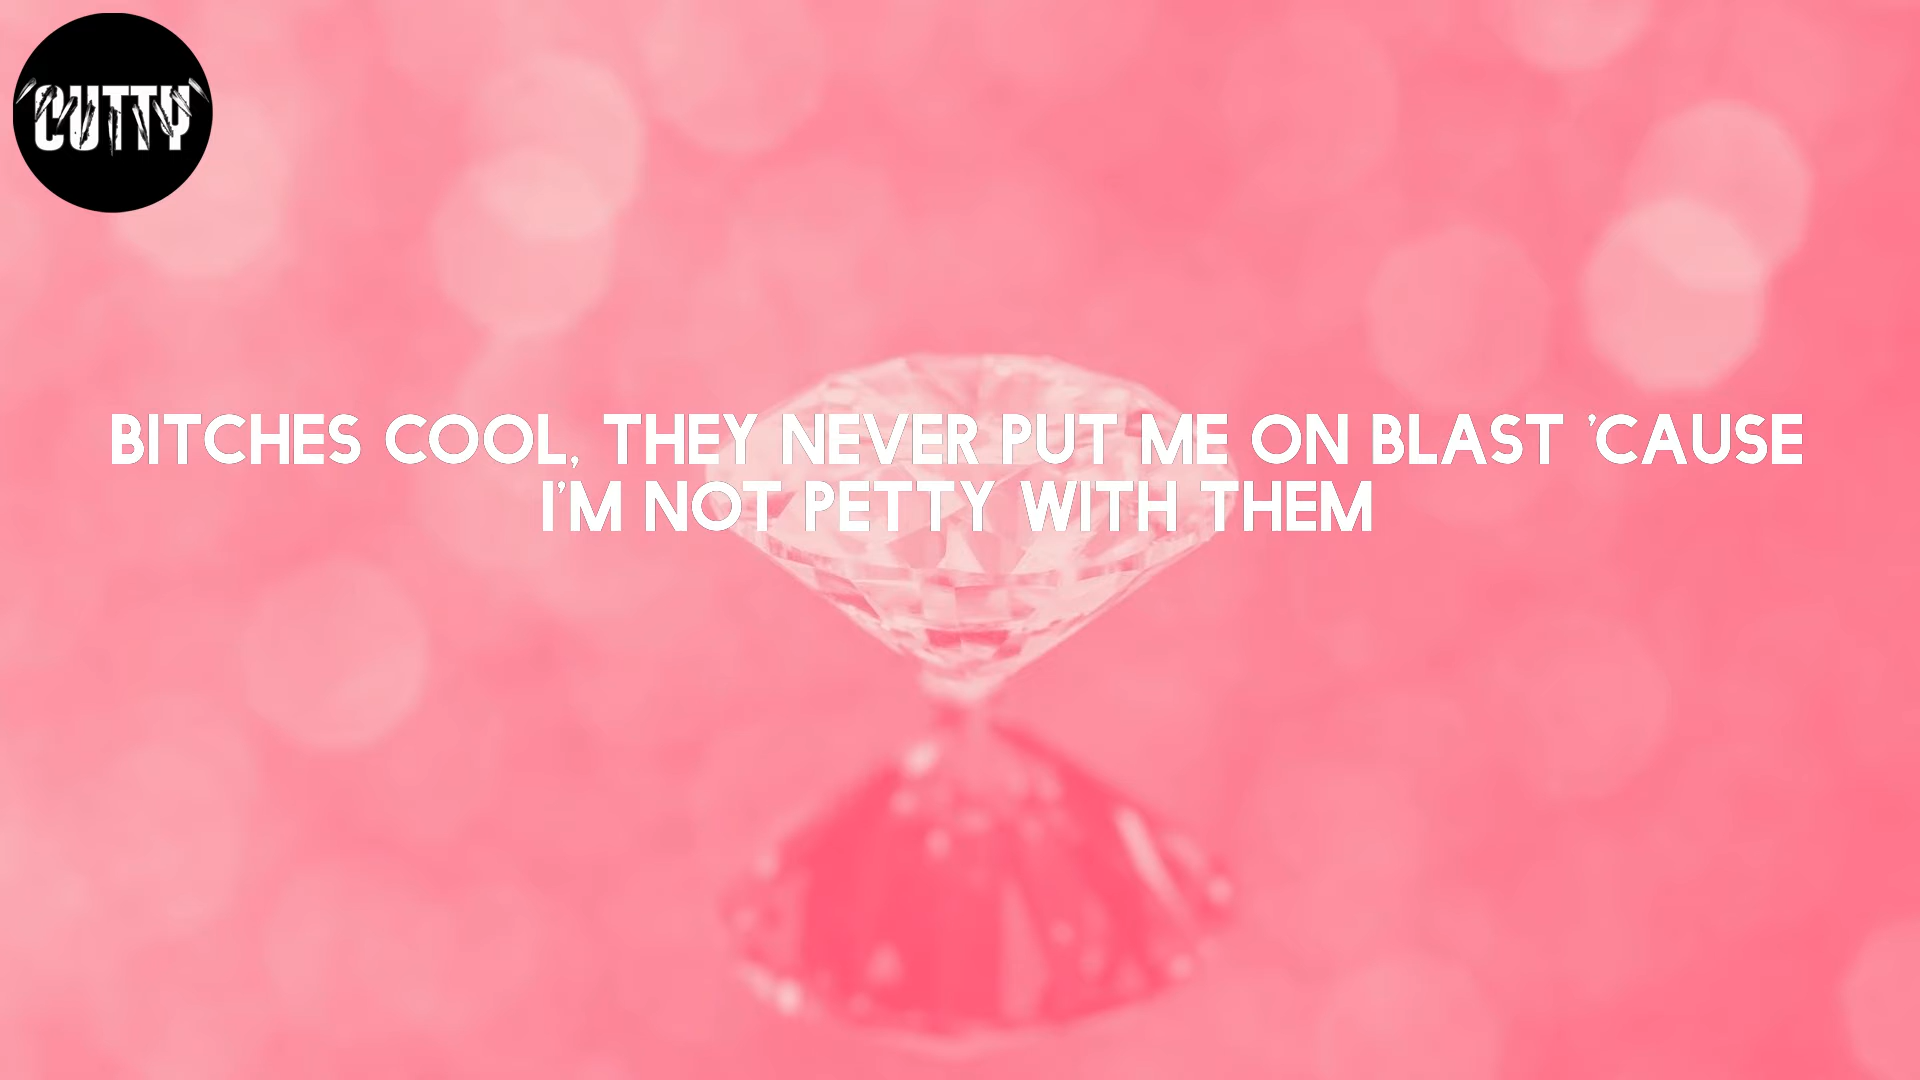 CUTTY
BITCHES COOL, THEY NEVER PUT ME ON BLAST 'CAUSE
I'M NOT PETTY WITH THEM